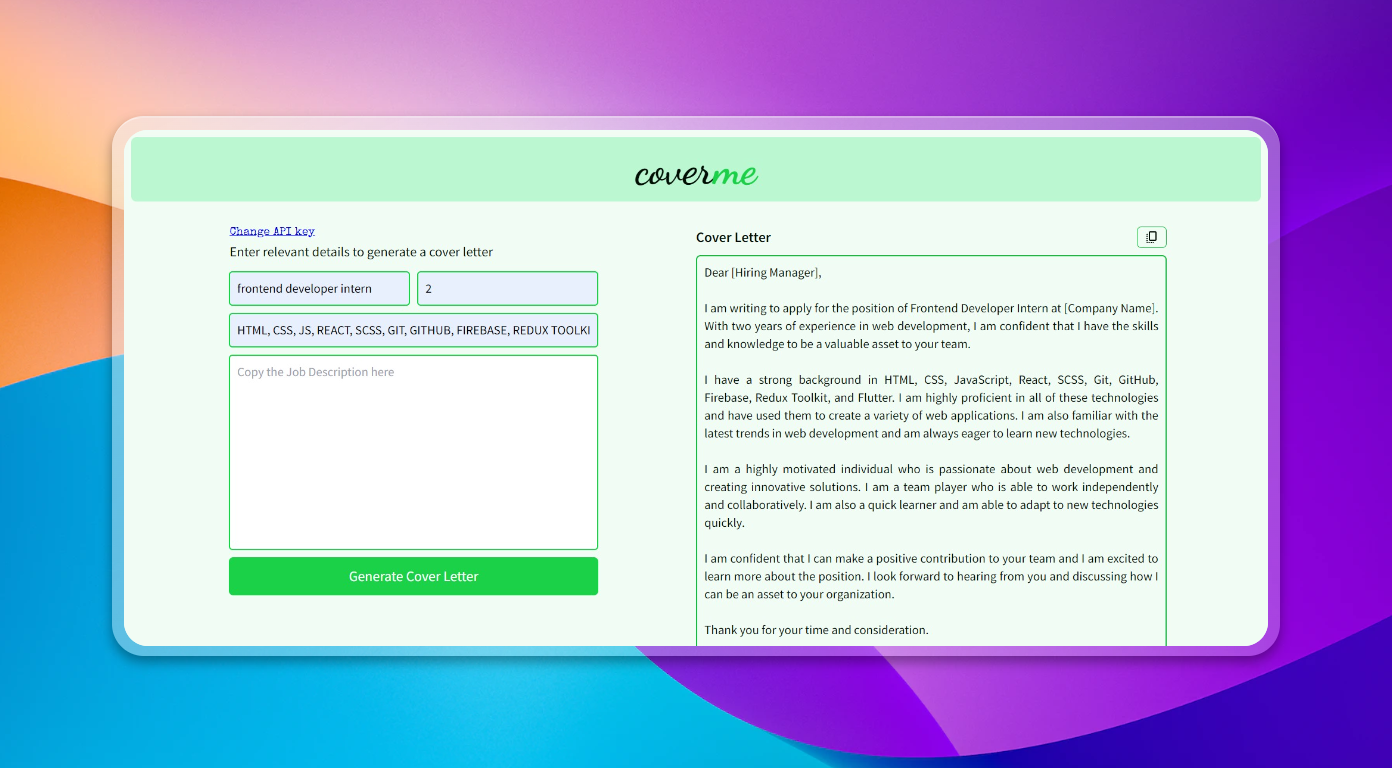 coverme
Change API key
Enter relevant details to generate a cover letter
frontend developer intern
2
HTML, CSS, JS, REACT, SCSS, GIT, GITHUB, FIREBASE, REDUX TOOLKI
Copy the Job Description here
Generate Cover Letter
Cover Letter
Dear [Hiring Manager],
I am writing to apply for the position of Frontend Developer Intern at [Company Name].
With two years of experience in web development, I am confident that I have the skills
and knowledge to be a valuable asset to your team.
I have a strong background in HTML, CSS, JavaScript, React, SCSS, Git, GitHub,
Firebase, Redux Toolkit, and Flutter. I am highly proficient in all of these technologies
and have used them to create a variety of web applications. I am also familiar with the
latest trends in web development and am always eager to learn new technologies.
I am a highly motivated individual who is passionate about web development and
creating innovative solutions. I am a team player who is able to work independently
and collaboratively. I am also a quick learner and am able to adapt to new technologies
quickly.
I am confident that I can make a positive contribution to your team and I am excited to
learn more about the position. I look forward to hearing from you and discussing how I
can be an asset to your organization.
Thank you for your time and consideration.